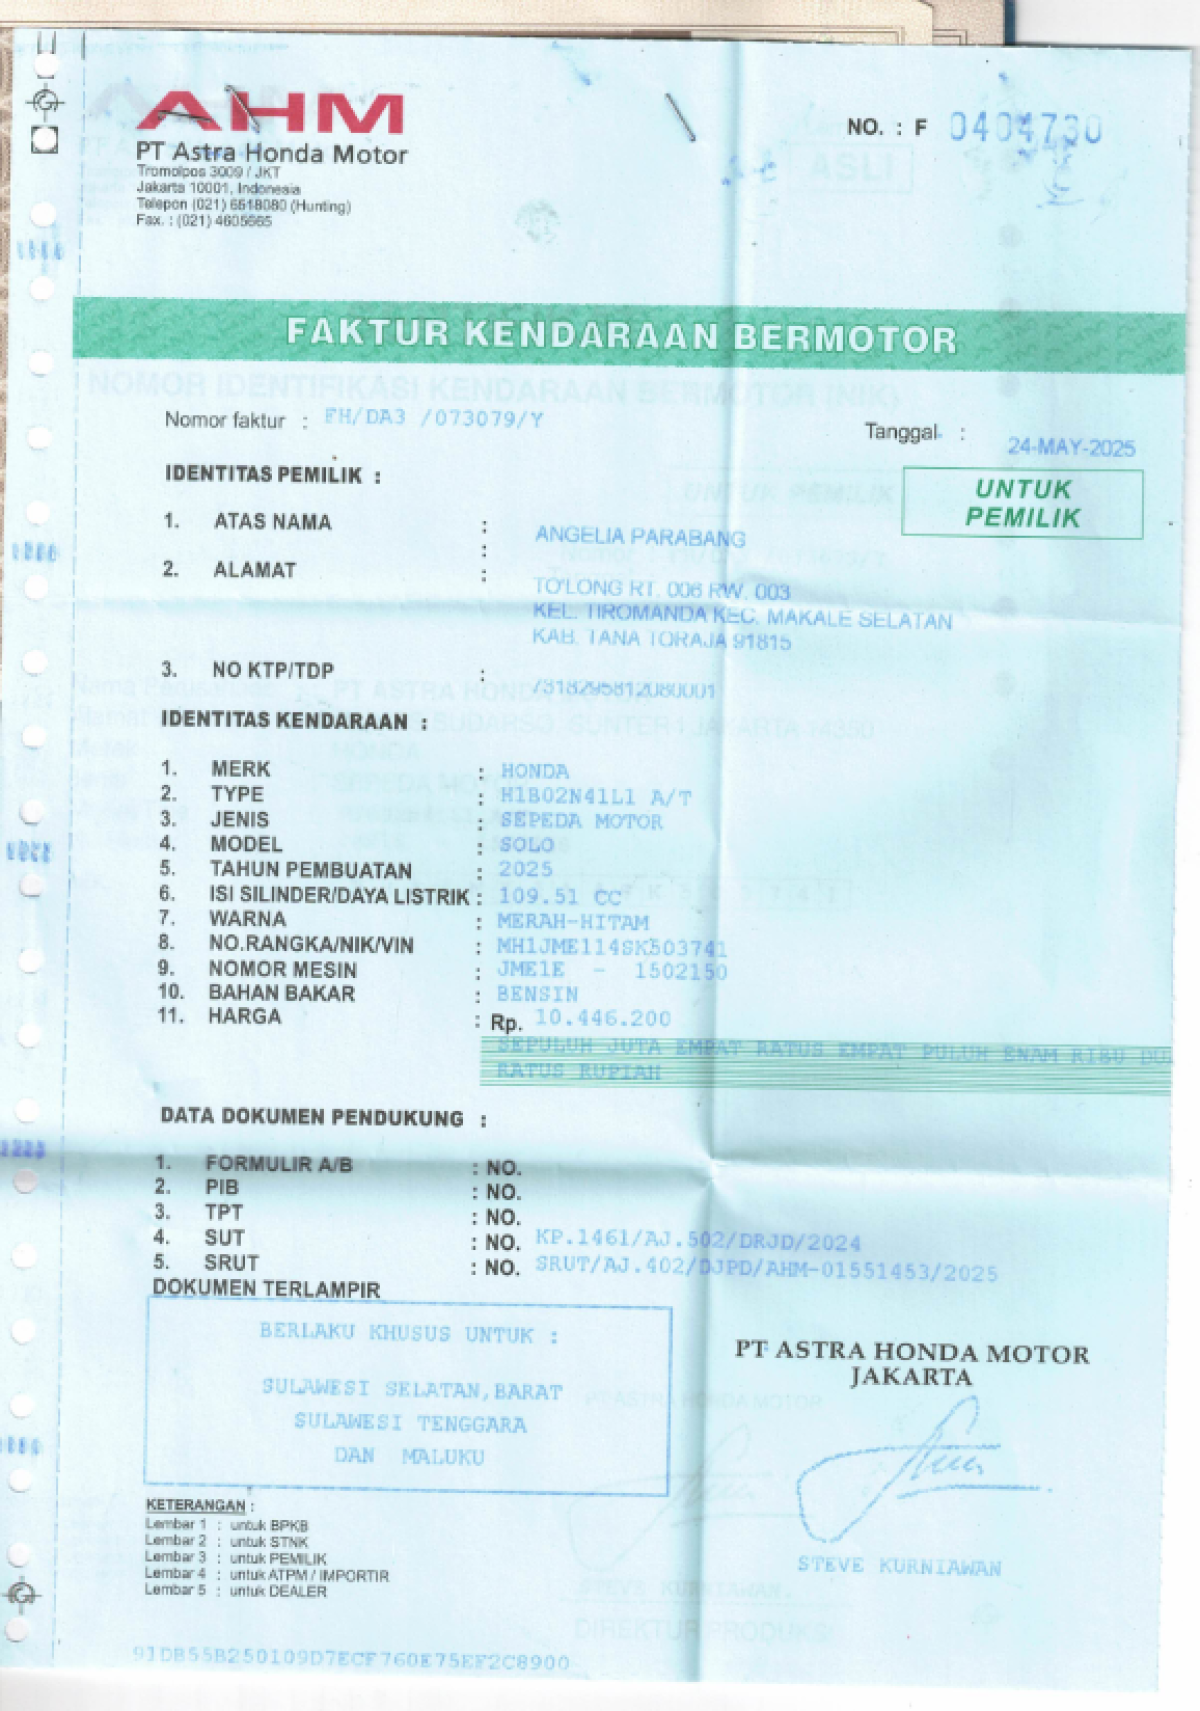 AHM
PT Astra Honda Motor
Tromolpos 3009 / JKT
Jakarta 10001, Indonesia
Telepon (021) 6518080 (Hunting)
Fax. : (021) 4605665
NO. : F 0404730
ASLI
FAKTUR KENDARAAN BERMOTOR
NOMOR IDENTIFIKASI KENDARAAN BERMOTOR (NIK)
Nomor faktur : FH/DA3 /073079/Y
Tanggal : 24-MAY-2025
UNTUK
PEMILIK
IDENTITAS PEMILIK :
1. ATAS NAMA : ANGELIA PARABANG
:
2. ALAMAT : TO'LONG RT. 006 RW. 003
KEL. TIROMANDA KEC. MAKALE SELATAN
KAB. TANA TORAJA 91815
3. NO KTP/TDP : 7318295812080001
IDENTITAS KENDARAAN :
1. MERK : HONDA
2. TYPE : H1B02N41L1 A/T
3. JENIS : SEPEDA MOTOR
4. MODEL : SOLO
5. TAHUN PEMBUATAN : 2025
6. ISI SILINDER/DAYA LISTRIK : 109.51 CC
7. WARNA : MERAH-HITAM
8. NO.RANGKA/NIK/VIN : MH1JME114SK503741
9. NOMOR MESIN : JME1E - 1502150
10. BAHAN BAKAR : BENSIN
11. HARGA : Rp. 10.446.200
SEPULUH JUTA EMPAT RATUS EMPAT PULUH ENAM RIBU DUA
RATUS RUPIAH
DATA DOKUMEN PENDUKUNG :
1. FORMULIR A/B : NO.
2. PIB : NO.
3. TPT : NO.
4. SUT : NO. KP.1461/AJ.502/DRJD/2024
5. SRUT : NO. SRUT/AJ.402/DJPD/AHM-01551453/2025
DOKUMEN TERLAMPIR
BERLAKU KHUSUS UNTUK :
SULAWESI SELATAN,BARAT
SULAWESI TENGGARA
DAN MALUKU
PT ASTRA HONDA MOTOR
JAKARTA
STEVE KURNIAWAN
KETERANGAN :
Lembar 1 : untuk BPKB
Lembar 2 : untuk STNK
Lembar 3 : untuk PEMILIK
Lembar 4 : untuk ATPM / IMPORTIR
Lembar 5 : untuk DEALER
91DB55B250109D7ECF760E75EF2C8900